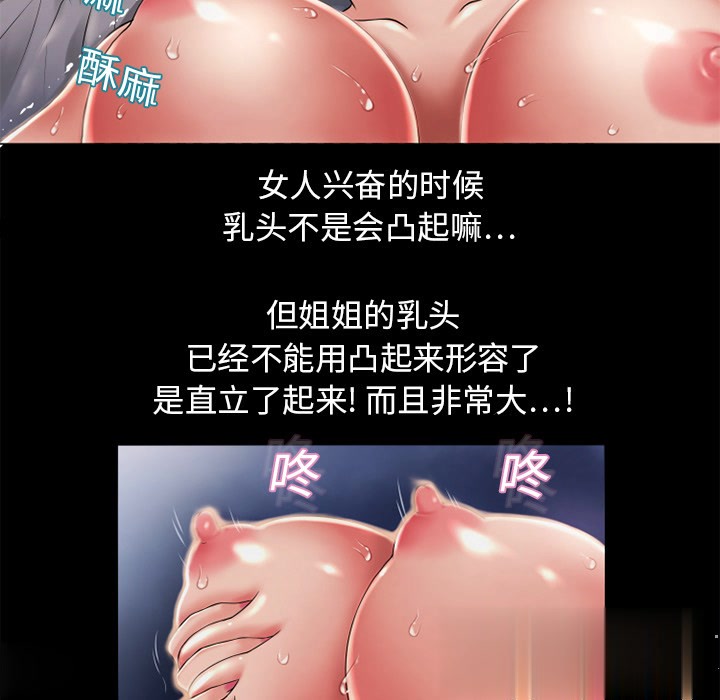 麻
酥麻
女人兴奋的时候
乳头不是会凸起嘛...
但姐姐的乳头
已经不能用凸起来形容了
是直立了起来! 而且非常大...!
咚
咚